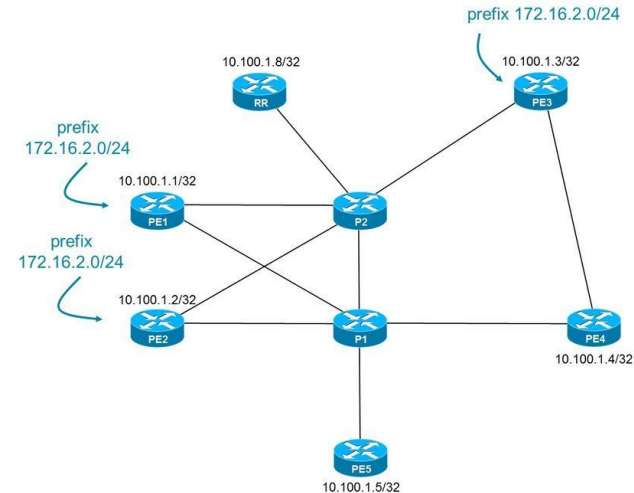 prefix 172.16.2.0/24
10.100.1.8/32
RR
10.100.1.3/32
PE3
prefix
172.16.2.0/24
10.100.1.1/32
PE1
P2
prefix
172.16.2.0/24
10.100.1.2/32
PE2
P1
PE4
10.100.1.4/32
PE5
10.100.1.5/32